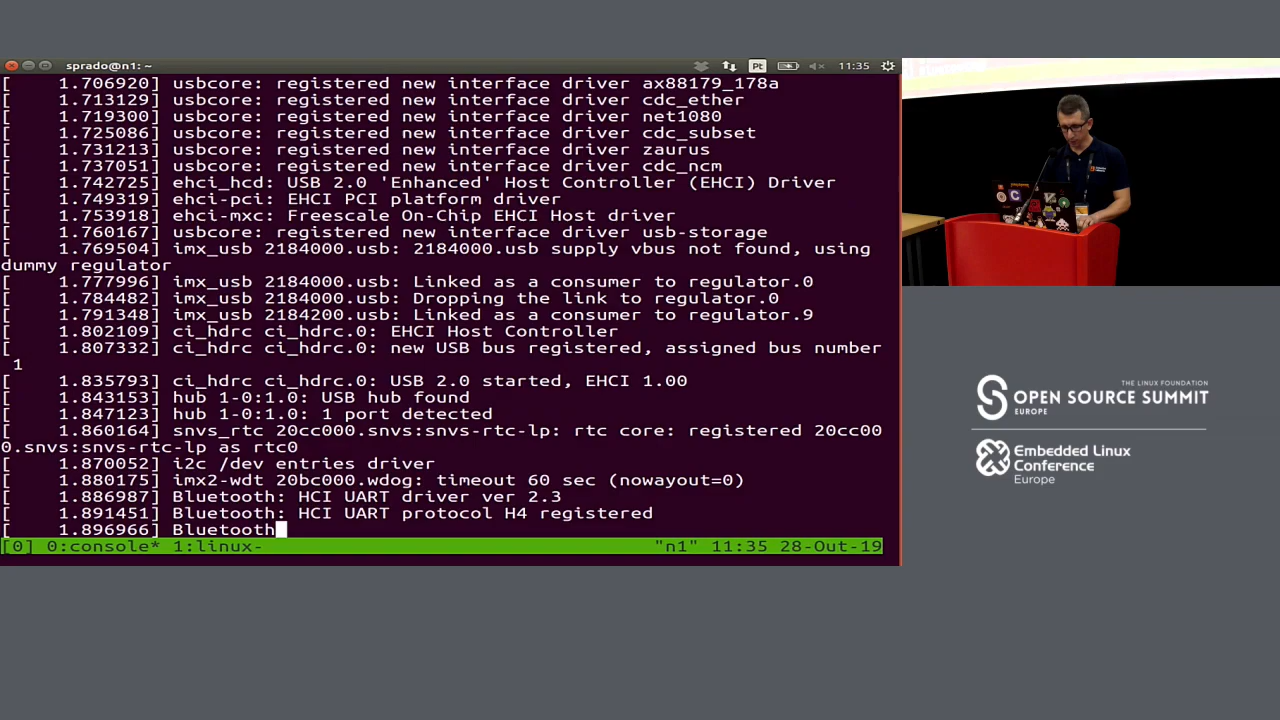 sprado@n1: ~
Pt
11:35
[    1.706920] usbcore: registered new interface driver ax88179_178a
[    1.713129] usbcore: registered new interface driver cdc_ether
[    1.719300] usbcore: registered new interface driver net1080
[    1.725086] usbcore: registered new interface driver cdc_subset
[    1.731213] usbcore: registered new interface driver zaurus
[    1.737051] usbcore: registered new interface driver cdc_ncm
[    1.742725] ehci_hcd: USB 2.0 'Enhanced' Host Controller (EHCI) Driver
[    1.749319] ehci-pci: EHCI PCI platform driver
[    1.753918] ehci-mxc: Freescale On-Chip EHCI Host driver
[    1.760167] usbcore: registered new interface driver usb-storage
[    1.769504] imx_usb 2184000.usb: 2184000.usb supply vbus not found, using
dummy regulator
[    1.777996] imx_usb 2184000.usb: Linked as a consumer to regulator.0
[    1.784482] imx_usb 2184000.usb: Dropping the link to regulator.0
[    1.791348] imx_usb 2184200.usb: Linked as a consumer to regulator.9
[    1.802109] ci_hdrc ci_hdrc.0: EHCI Host Controller
[    1.807332] ci_hdrc ci_hdrc.0: new USB bus registered, assigned bus number
1
[    1.835793] ci_hdrc ci_hdrc.0: USB 2.0 started, EHCI 1.00
[    1.843153] hub 1-0:1.0: USB hub found
[    1.847123] hub 1-0:1.0: 1 port detected
[    1.860164] snvs_rtc 20cc000.snvs:snvs-rtc-lp: rtc core: registered 20cc00
0.snvs:snvs-rtc-lp as rtc0
[    1.870052] i2c /dev entries driver
[    1.880175] imx2-wdt 20bc000.wdog: timeout 60 sec (nowayout=0)
[    1.886987] Bluetooth: HCI UART driver ver 2.3
[    1.891451] Bluetooth: HCI UART protocol H4 registered
[    1.896966] Bluetooth
[0] 0:console* 1:linux-    "n1" 11:35 28-Oct-19
THE LINUX FOUNDATION
OPEN SOURCE SUMMIT
EUROPE
Embedded Linux
Conference
Europe